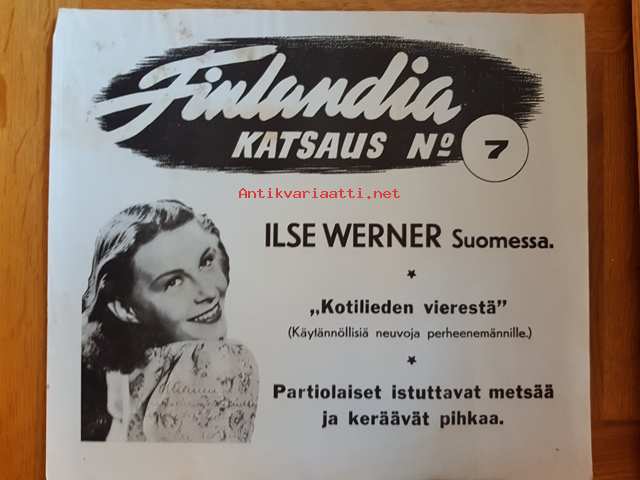 Finlandia
KATSAUS Nº 7
Antikvariaatti.net
ILSE WERNER Suomessa.
„Kotilieden vierestä”
(Käytännöllisiä neuvoja perheenemännille.)
Partiolaiset istuttavat metsää
ja keräävät pihkaa.